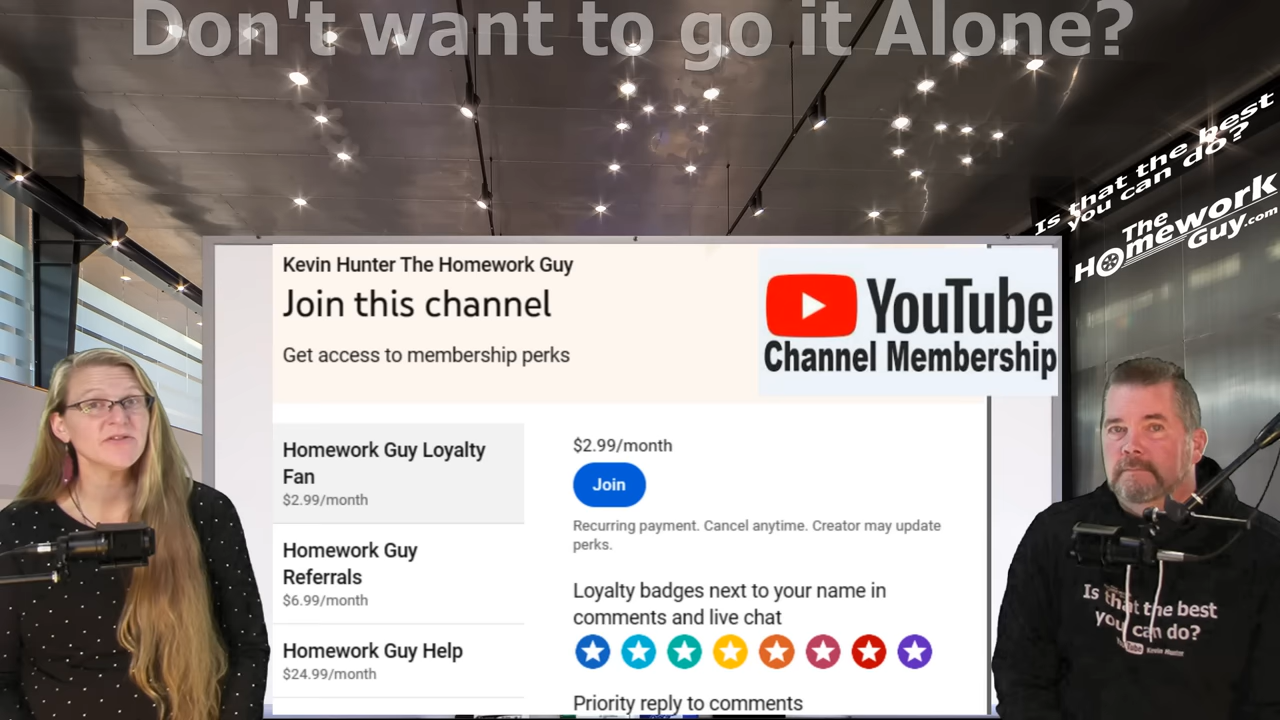 Don't want to go it Alone?
Is that the best
you can do?
The
Homework
Guy.com
Kevin Hunter The Homework Guy
Join this channel
Get access to membership perks
YouTube
Channel Membership
Homework Guy Loyalty
Fan
$2.99/month
Homework Guy
Referrals
$6.99/month
Homework Guy Help
$24.99/month
$2.99/month
Join
Recurring payment. Cancel anytime. Creator may update
perks.
Loyalty badges next to your name in
comments and live chat
Priority reply to comments
Is that the best
you can do?
Kevin Hunter